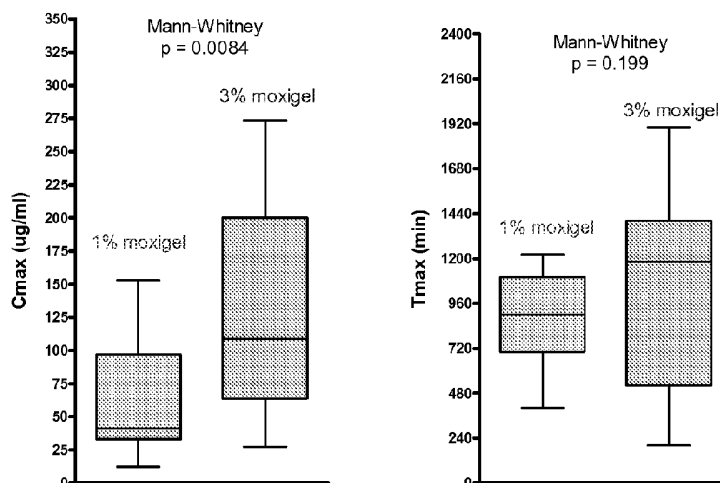 Mann-Whitney
p = 0.0084
3% moxigel
1% moxigel
Cmax (ug/ml)
350
325
300
275
250
225
200
175
150
125
100
75
50
25
0
Mann-Whitney
p = 0.199
3% moxigel
1% moxigel
Tmax (min)
2400
2160
1920
1680
1440
1200
960
720
480
240
0